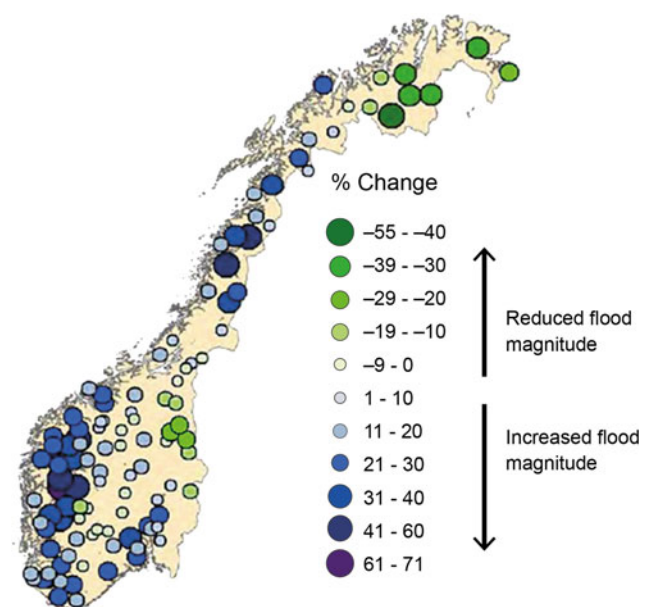 % Change
–55 - –40
–39 - –30
–29 - –20
–19 - –10
–9 - 0
1 - 10
11 - 20
21 - 30
31 - 40
41 - 60
61 - 71
Reduced flood
magnitude
Increased flood
magnitude